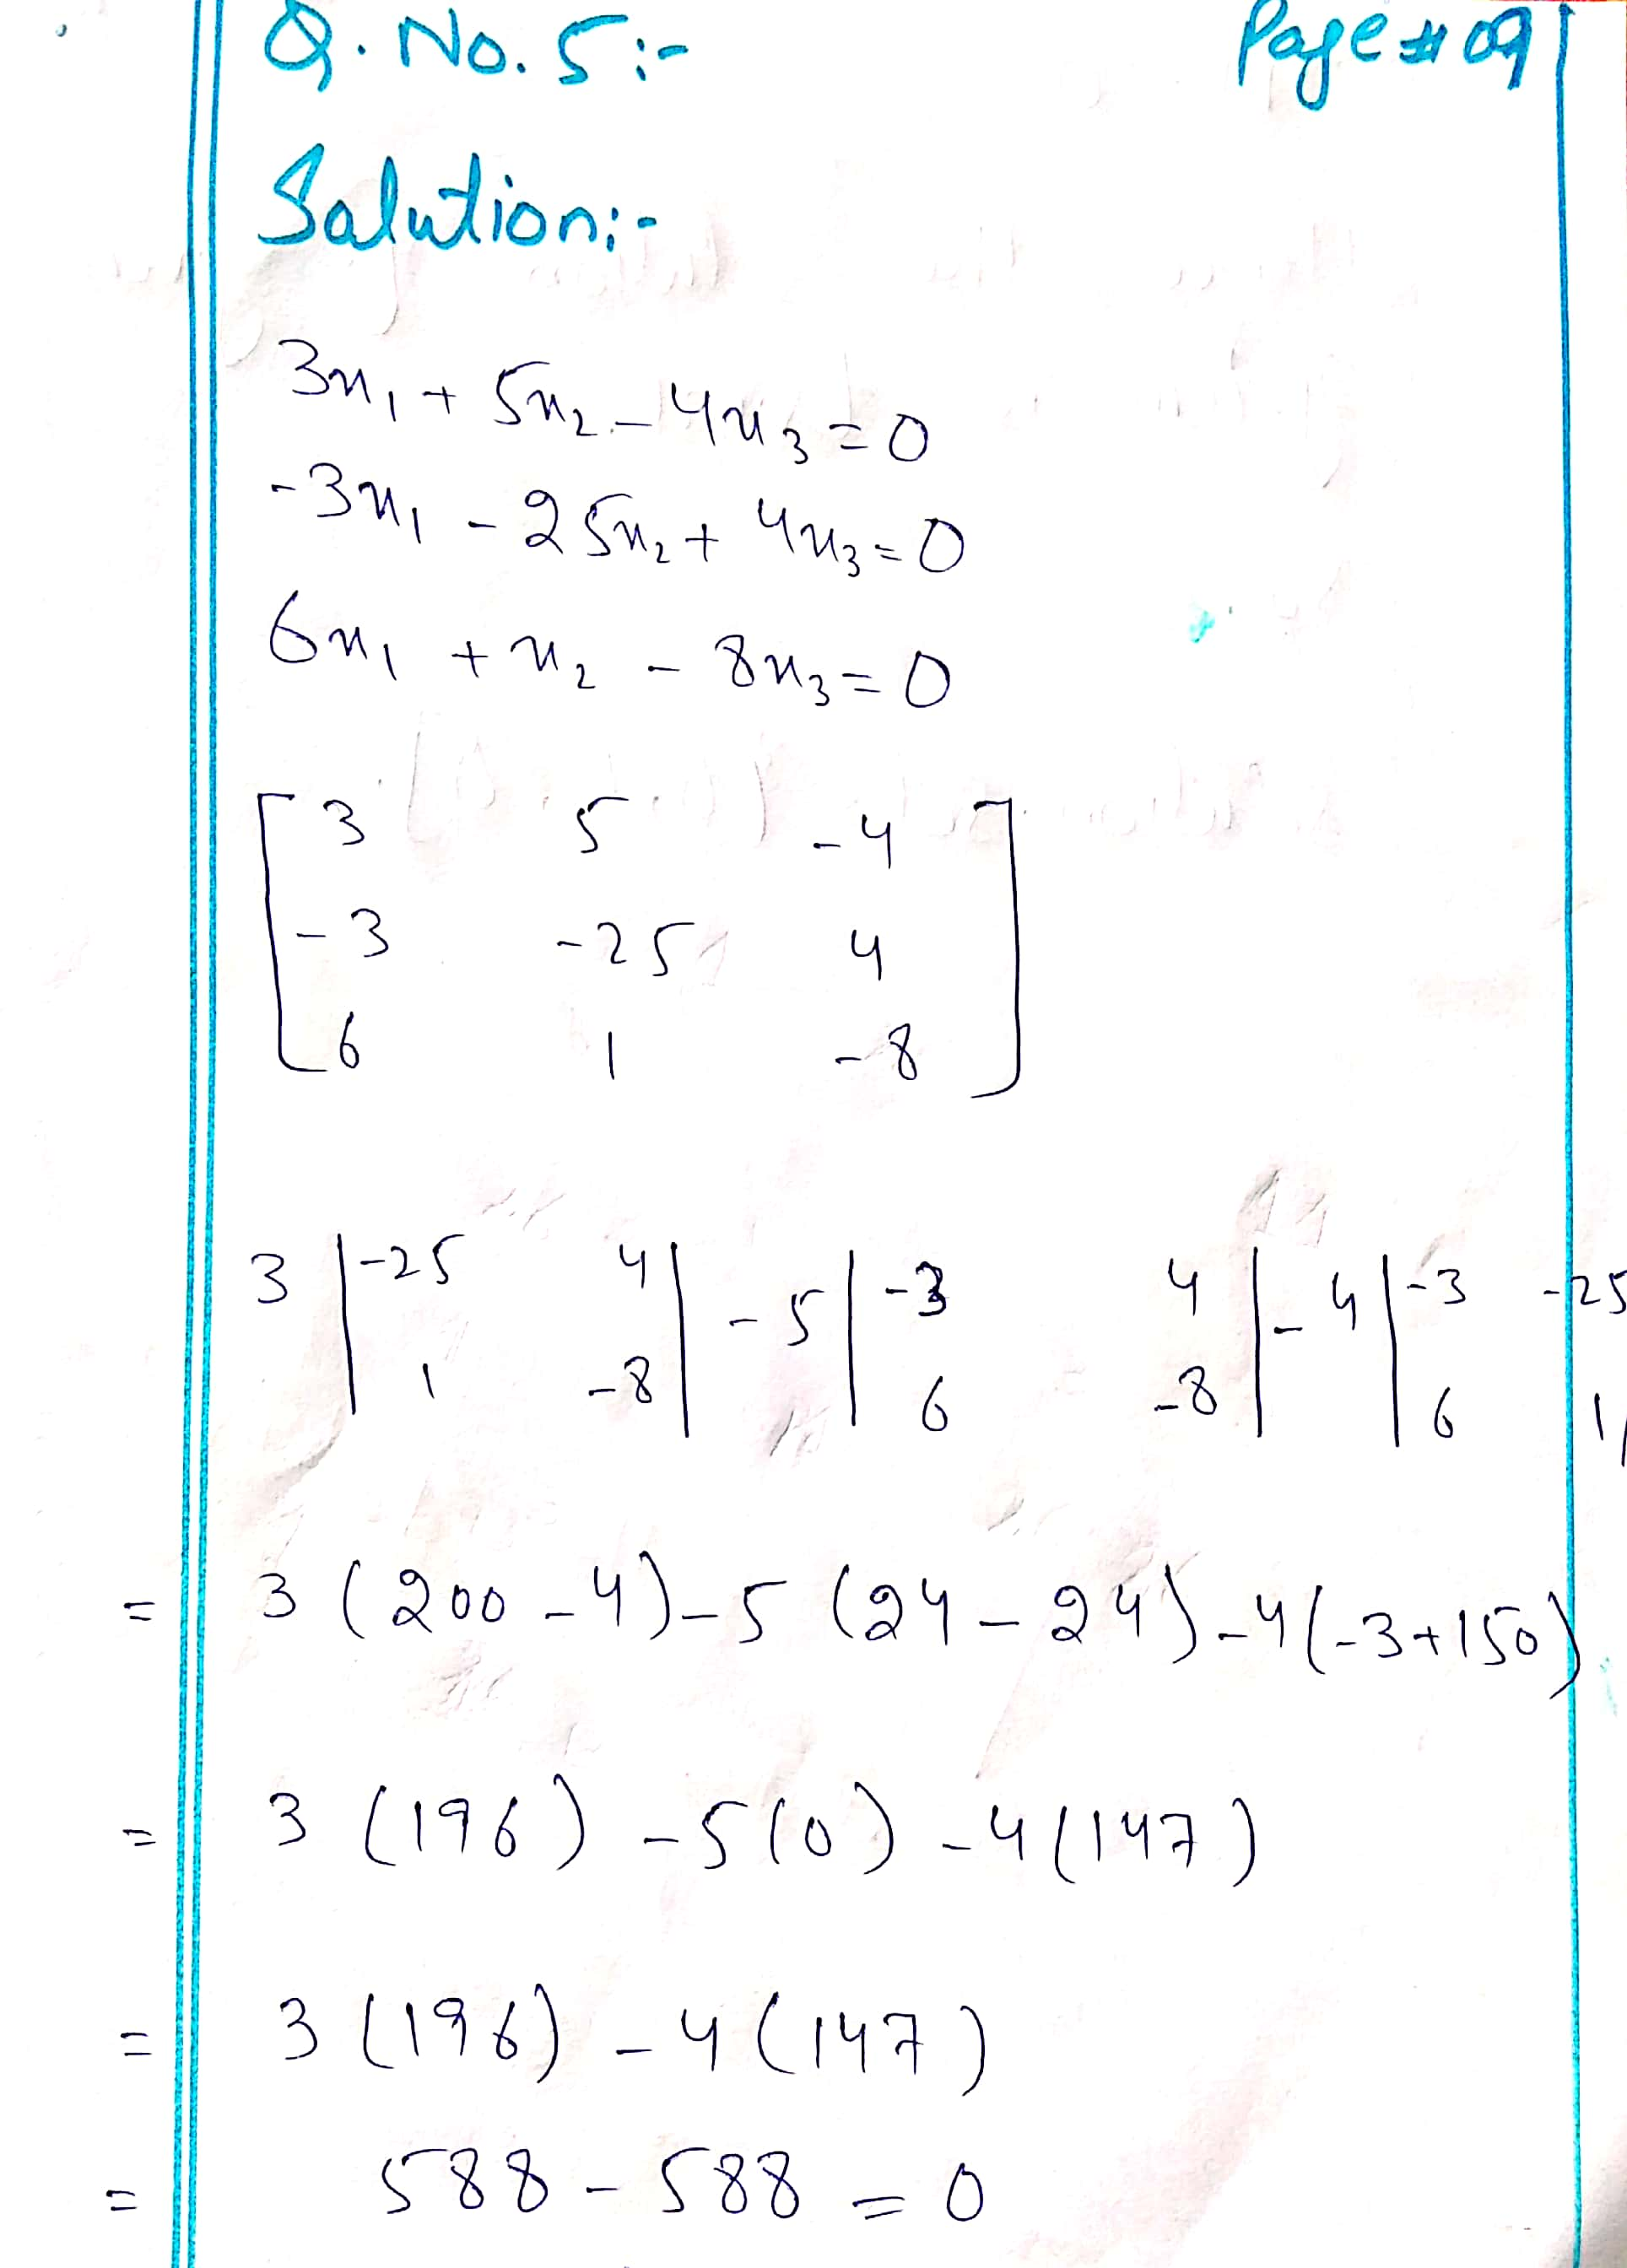 Q. No. 5:- Page # 09
Solution:-
3x₁ + 5x₂ - 4x₃ = 0
-3x₁ - 25x₂ + 4x₃ = 0
6x₁ + x₂ - 8x₃ = 0
[ 3 5 -4
-3 -25 4
6 1 -8 ]
3 | -25 4 | - 5 | -3 4 | - 4 | -3 -25
| 1 -8 | | 6 -8 | | 6 1 |
= 3 (200 - 4) - 5 (24 - 24) - 4(-3 + 150)
= 3 (196) - 5(0) - 4(147)
= 3 (196) - 4 (147)
= 588 - 588 = 0